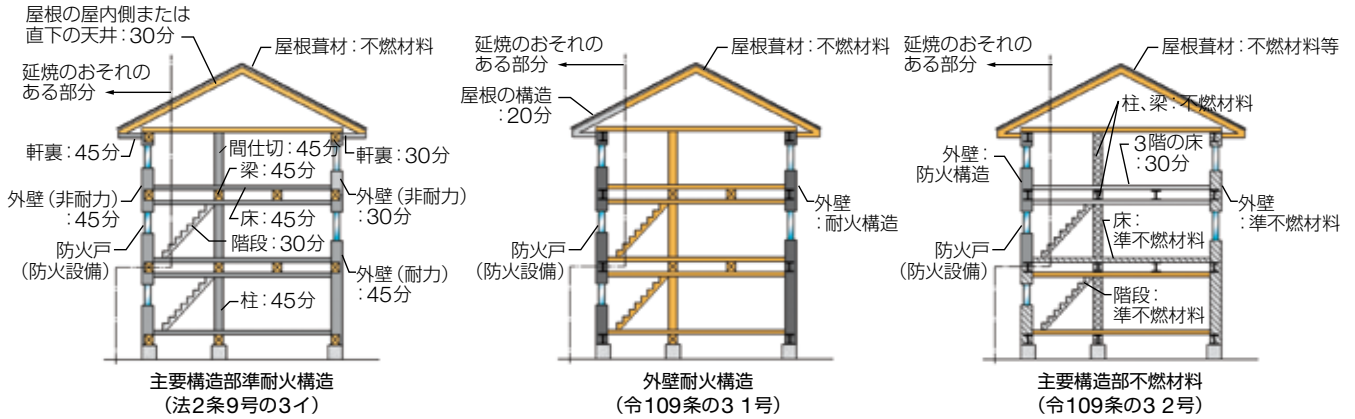 屋根の屋内側または
直下の天井：30分
屋根葺材：不燃材料
延焼のおそれの
ある部分
軒裏：45分
間仕切：45分
軒裏：30分
梁：45分
外壁（非耐力）
：45分
外壁（非耐力）
：30分
床：45分
階段：30分
防火戸
（防火設備）
外壁（耐力）
：45分
柱：45分
主要構造部準耐火構造
（法2条9号の3イ）
延焼のおそれの
ある部分
屋根葺材：不燃材料
屋根の構造
：20分
外壁
：耐火構造
防火戸
（防火設備）
外壁耐火構造
（令109条の3 1号）
延焼のおそれの
ある部分
屋根葺材：不燃材料等
柱、梁：不燃材料
3階の床：
30分
外壁：
防火構造
外壁
：準不燃材料
床：
準不燃材料
防火戸
（防火設備）
階段：
準不燃材料
主要構造部不燃材料
（令109条の3 2号）